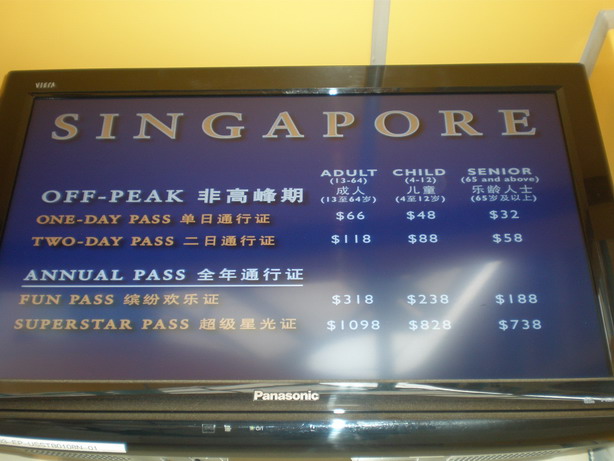 VIERA
SINGAPORE
ADULT CHILD SENIOR
(13-64) (4-12) (65 and above)
OFF-PEAK 非高峰期 成人 儿童 乐龄人士
(13至64岁) (4至12岁) (65岁及以上)
ONE-DAY PASS 单日通行证 $66 $48 $32
TWO-DAY PASS 二日通行证 $118 $88 $58
ANNUAL PASS 全年通行证
FUN PASS 缤纷欢乐证 $318 $238 $188
SUPERSTAR PASS 超级星光证 $1098 $828 $738
Panasonic